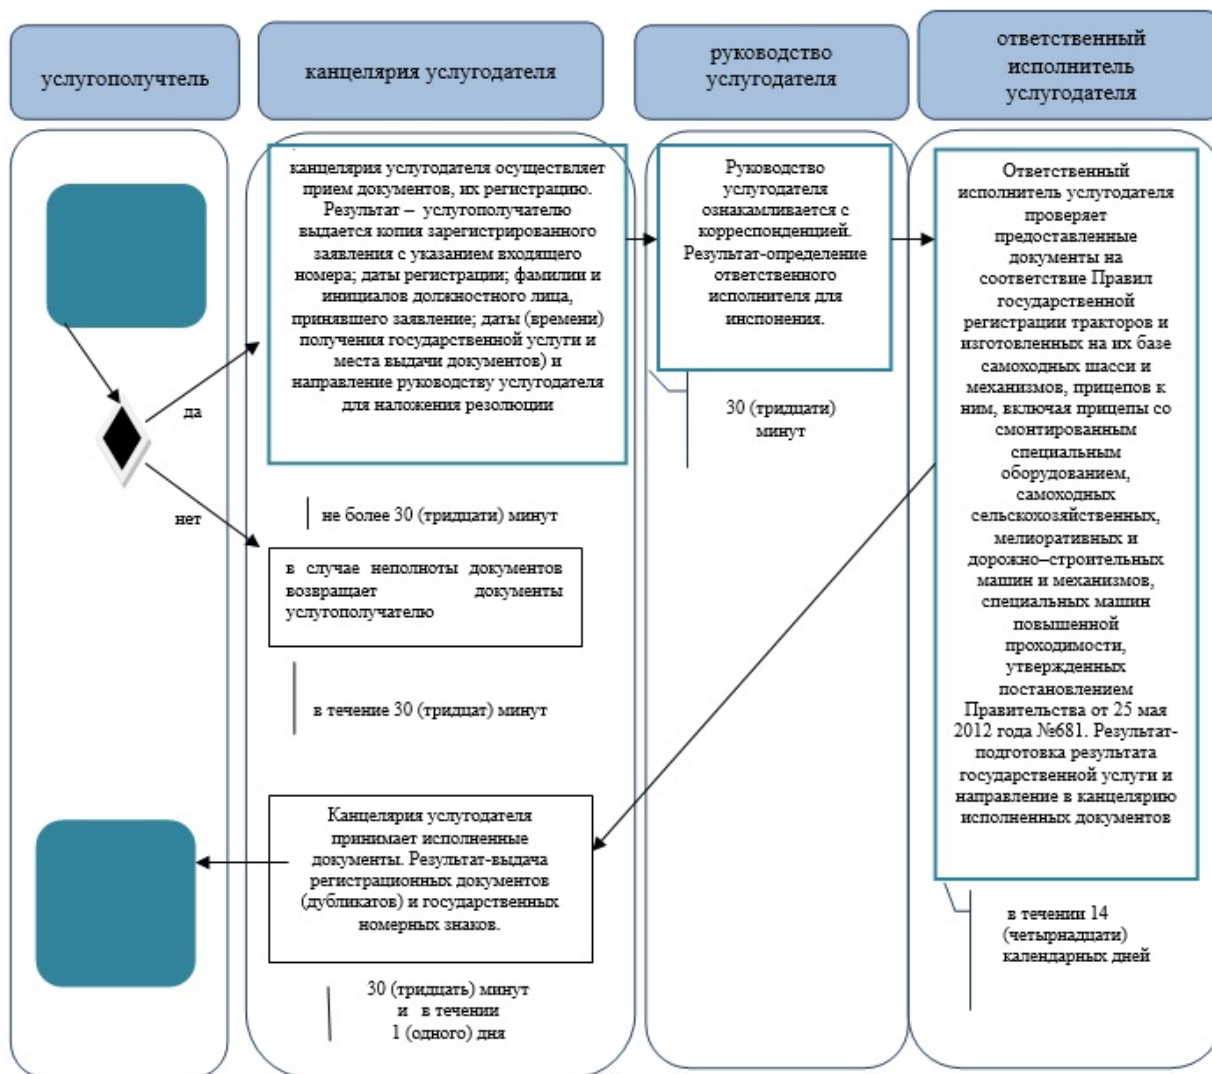 услугополучтель
канцелярия услугодателя
руководство
услугодателя
ответственный
исполнитель
услугодателя
канцелярия услугодателя осуществляет
прием документов, их регистрацию.
Результат – услугополучателю
выдается копия зарегистрированного
заявления с указанием входящего
номера; даты регистрации; фамилии и
инициалов должностного лица,
принявшего заявление; даты (времени)
получения государственной услуги и
места выдачи документов) и
направление руководству услугодателя
для наложения резолюции
да
нет
не более 30 (тридцати) минут
в случае неполноты документов
возвращает документы
услугополучателю
в течение 30 (тридцат) минут
Канцелярия услугодателя
принимает исполненные
документы. Результат-выдача
регистрационных документов
(дубликатов) и государственных
номерных знаков.
30 (тридцать) минут
и в течении
1 (одного) дня
Руководство
услугодателя
ознакамливается с
корреспонденцией.
Результат-определение
ответственного
исполнителя для
инспонения.
30 (тридцати)
минут
Ответственный
исполнитель услугодателя
проверяет
предоставленные
документы на
соответствие Правил
государственной
регистрации тракторов и
изготовленных на их базе
самоходных шасси и
механизмов, прицепов к
ним, включая прицепы со
смонтированным
специальным
оборудованием,
самоходных
сельскохозяйственных,
мелиоративных и
дорожно–строительных
машин и механизмов,
специальных машин
повышенной
проходимости,
утвержденных
постановлением
Правительства от 25 мая
2012 года №681. Результат-
подготовка результата
государственной услуги и
направление в канцелярию
исполненных документов
в течении 14
(четырнадцати)
календарных дней